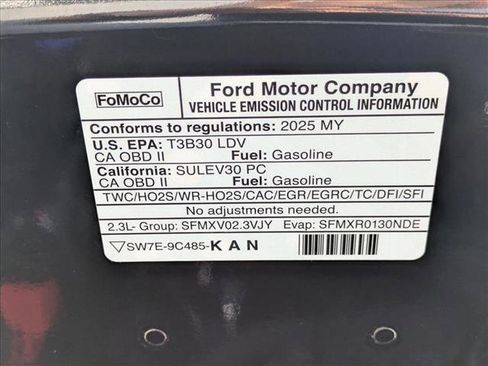 FoMoCo
Ford Motor Company
VEHICLE EMISSION CONTROL INFORMATION
Conforms to regulations: 2025 MY
U.S. EPA: T3B30 LDV
CA OBD II Fuel: Gasoline
California: SULEV30 PC
CA OBD II Fuel: Gasoline
TWC/HO2S/WR-HO2S/CAC/EGR/EGRC/TC/DFI/SFI
No adjustments needed.
2.3L- Group: SFMXV02.3VJY Evap: SFMXR0130NDE
SW7E-9C485-KAN